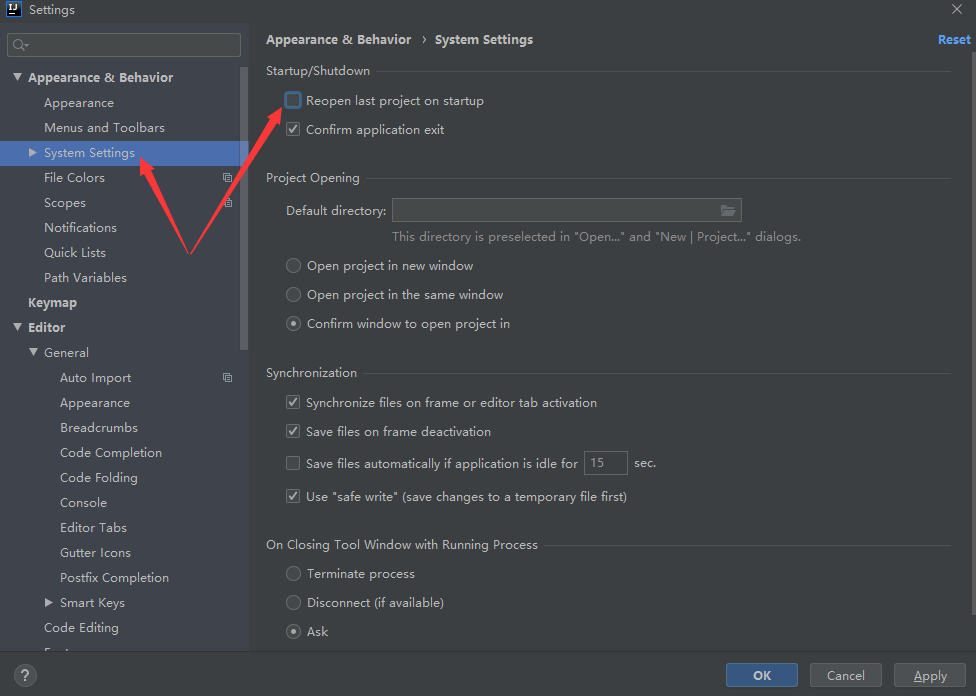 Settings
Appearance & Behavior
Appearance
Menus and Toolbars
System Settings
File Colors
Scopes
Notifications
Quick Lists
Path Variables
Keymap
Editor
General
Auto Import
Appearance
Breadcrumbs
Code Completion
Code Folding
Console
Editor Tabs
Gutter Icons
Postfix Completion
Smart Keys
Code Editing
Appearance & Behavior › System Settings
Reset
Startup/Shutdown
Reopen last project on startup
Confirm application exit
Project Opening
Default directory:
This directory is preselected in "Open..." and "New | Project..." dialogs.
Open project in new window
Open project in the same window
Confirm window to open project in
Synchronization
Synchronize files on frame or editor tab activation
Save files on frame deactivation
Save files automatically if application is idle for 15 sec.
Use "safe write" (save changes to a temporary file first)
On Closing Tool Window with Running Process
Terminate process
Disconnect (if available)
Ask
?
OK
Cancel
Apply